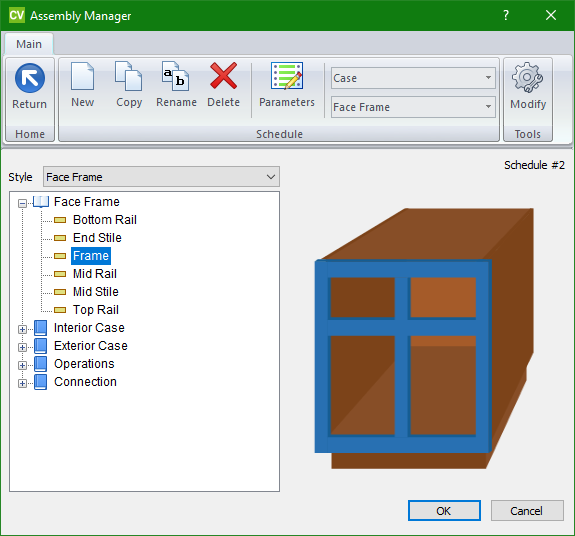 CV Assembly Manager ?
Main
Return New Copy Rename Delete Parameters Case Face Frame Modify
a b
Home Schedule Tools
Schedule #2
Style Face Frame
Face Frame
Bottom Rail
End Stile
Frame
Mid Rail
Mid Stile
Top Rail
Interior Case
Exterior Case
Operations
Connection
OK Cancel